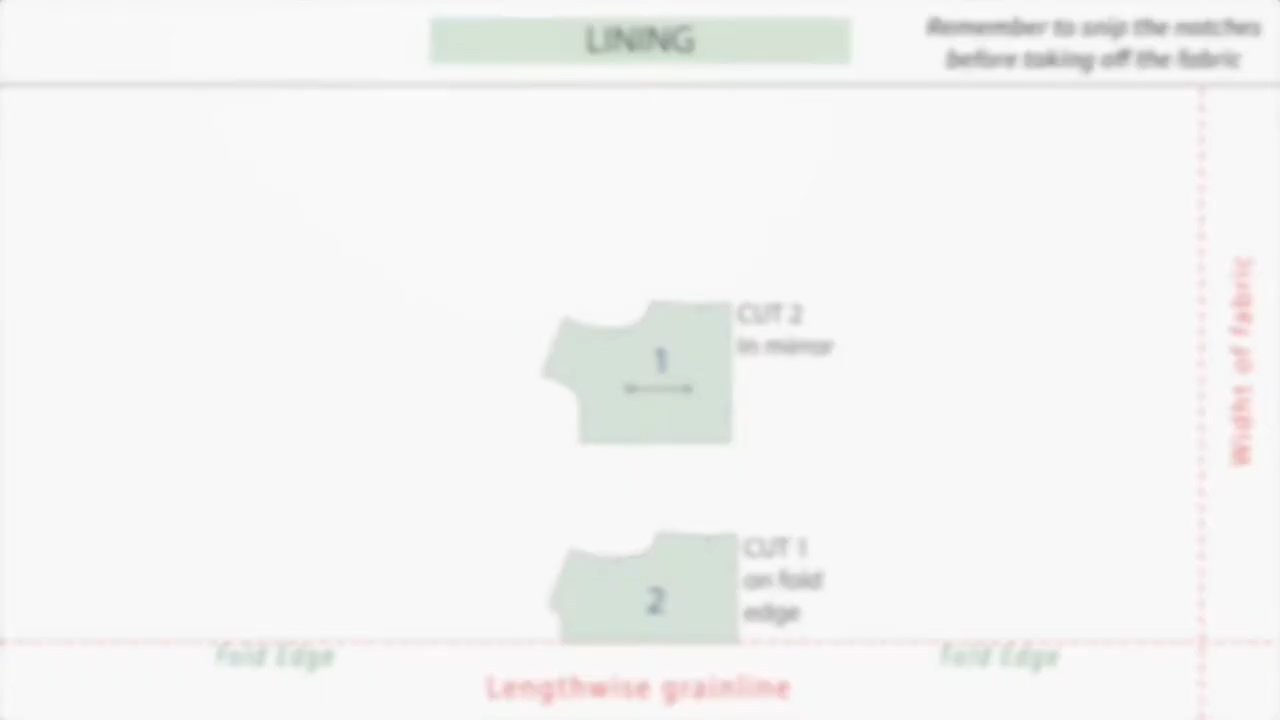 LINING
Remember to snip the notches
before taking off the fabric
CUT 2
in mirror
1
CUT 1
on fold
edge
2
Widht of fabric
Fold Edge
Fold Edge
Lengthwise grainline